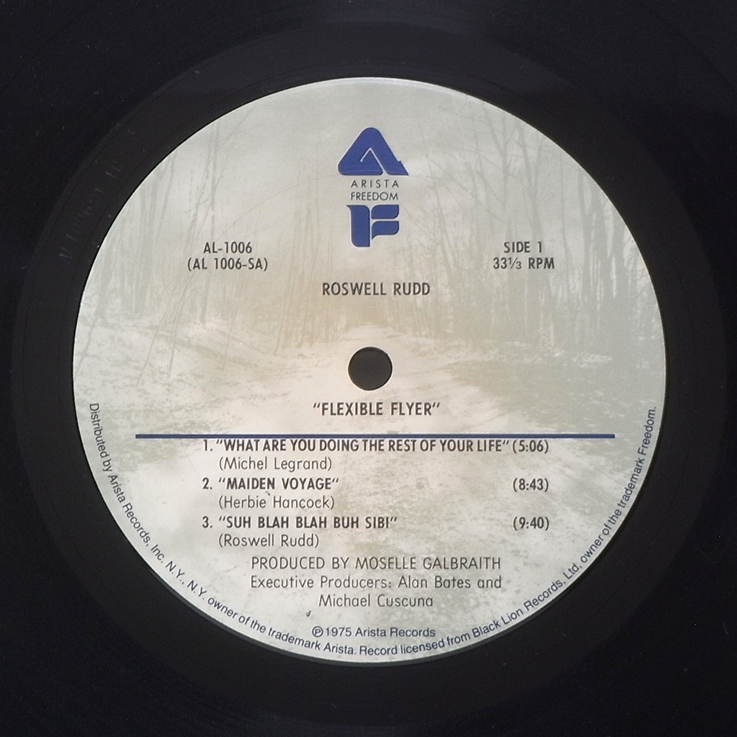 ARISTA
FREEDOM
AL-1006
(AL 1006-SA)
SIDE 1
33⅓ RPM
ROSWELL RUDD
"FLEXIBLE FLYER"
1. "WHAT ARE YOU DOING THE REST OF YOUR LIFE" (5:06)
(Michel Legrand)
2. "MAIDEN VOYAGE" (8:43)
(Herbie Hancock)
3. "SUH BLAH BLAH BUH SIBI" (9:40)
(Roswell Rudd)
PRODUCED BY MOSELLE GALBRAITH
Executive Producers: Alan Bates and
Michael Cuscuna
℗1975 Arista Records
Distributed by Arista Records, Inc. N.Y., N.Y. owner of the trademark Arista. Record licensed from Black Lion Records, Ltd. owner of the trademark Freedom.